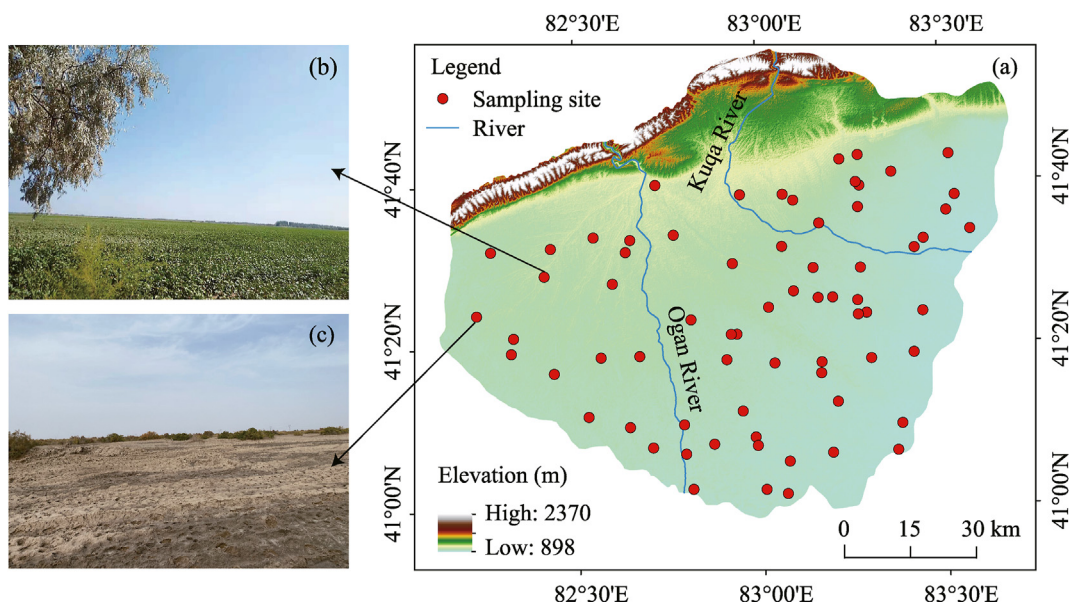 82°30'E 83°00'E 83°30'E
(b)
(a)
Legend
Sampling site
River
Kuqa River
41°40'N
41°40'N
(c)
41°20'N
41°20'N
Ogan River
Elevation (m)
High: 2370
Low: 898
41°00'N
41°00'N
0 15 30 km
82°30'E 83°00'E 83°30'E